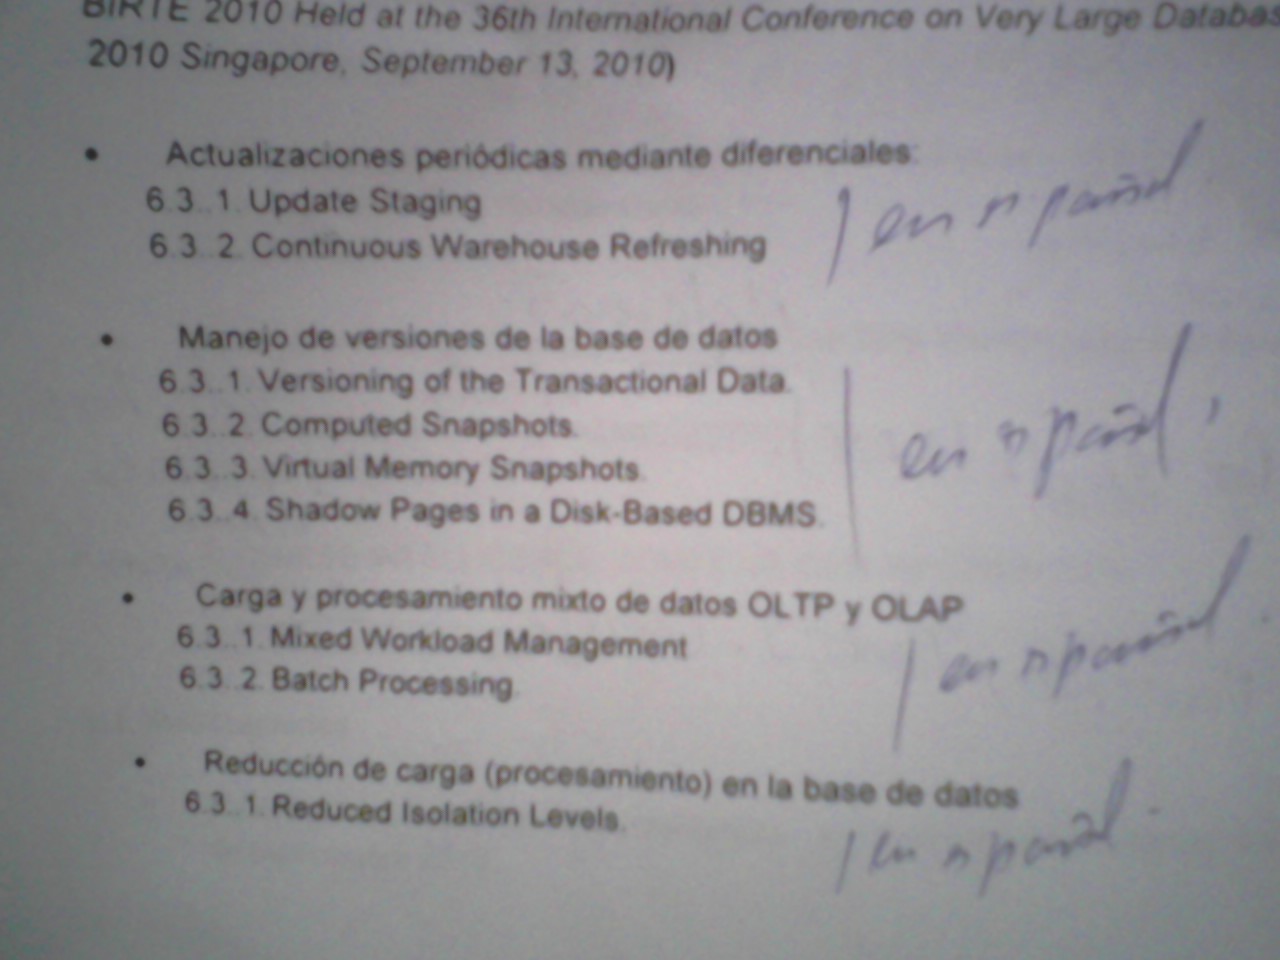 BIRTE 2010 Held at the 36th International Conference on Very Large Databas
2010 Singapore, September 13, 2010)
• Actualizaciones periódicas mediante diferenciales:
6.3..1. Update Staging
6.3..2. Continuous Warehouse Refreshing
en español
• Manejo de versiones de la base de datos
6.3..1. Versioning of the Transactional Data.
6.3..2. Computed Snapshots.
6.3..3. Virtual Memory Snapshots.
6.3..4. Shadow Pages in a Disk-Based DBMS.
en español
• Carga y procesamiento mixto de datos OLTP y OLAP
6.3..1. Mixed Workload Management
6.3..2. Batch Processing.
en español
• Reducción de carga (procesamiento) en la base de datos
6.3..1. Reduced Isolation Levels.
en español